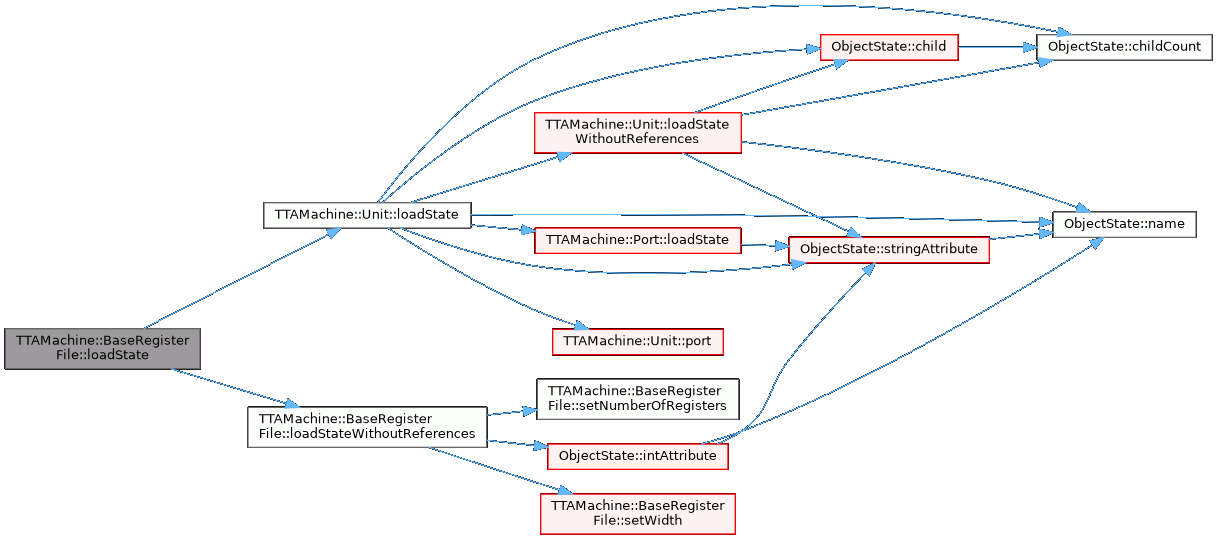 ObjectState::child
ObjectState::childCount
TTAMachine::Unit::loadState
WithoutReferences
TTAMachine::Unit::loadState
ObjectState::name
TTAMachine::Port::loadState
ObjectState::stringAttribute
TTAMachine::BaseRegister
File::loadState
TTAMachine::Unit::port
TTAMachine::BaseRegister
File::setNumberOfRegisters
TTAMachine::BaseRegister
File::loadStateWithoutReferences
ObjectState::intAttribute
TTAMachine::BaseRegister
File::setWidth